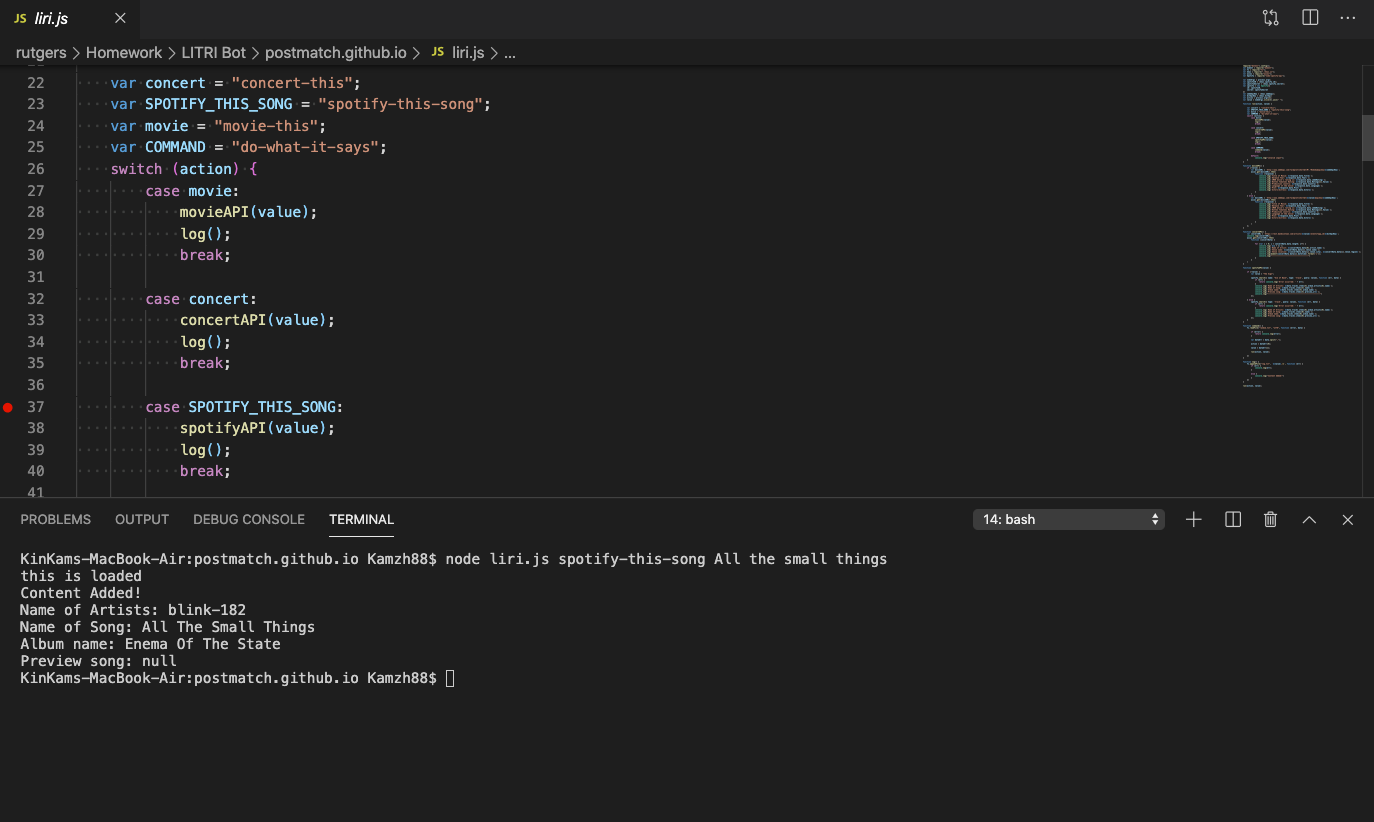 JS liri.js
rutgers > Homework > LITRI Bot > postmatch.github.io > JS liri.js > ...
22 var concert = "concert-this";
23 var SPOTIFY_THIS_SONG = "spotify-this-song";
24 var movie = "movie-this";
25 var COMMAND = "do-what-it-says";
26 switch (action) {
27 case movie:
28 movieAPI(value);
29 log();
30 break;
31
32 case concert:
33 concertAPI(value);
34 log();
35 break;
36
37 case SPOTIFY_THIS_SONG:
38 spotifyAPI(value);
39 log();
40 break;
41
PROBLEMS OUTPUT DEBUG CONSOLE TERMINAL 14: bash
KinKams-MacBook-Air:postmatch.github.io Kamzh88$ node liri.js spotify-this-song All the small things
this is loaded
Content Added!
Name of Artists: blink-182
Name of Song: All The Small Things
Album name: Enema Of The State
Preview song: null
KinKams-MacBook-Air:postmatch.github.io Kamzh88$